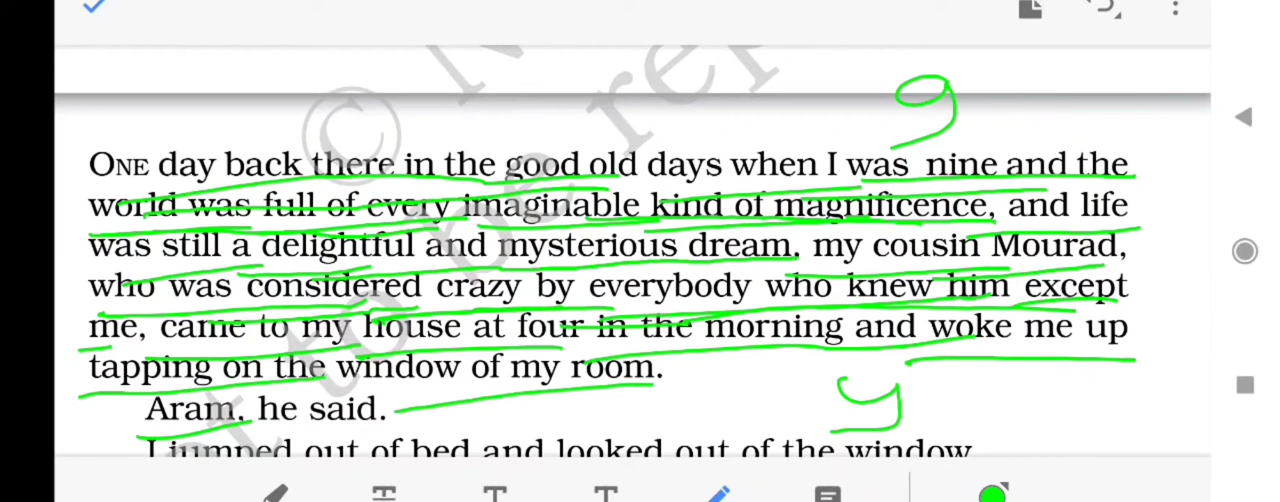 9
ONE day back there in the good old days when I was nine and the
world was full of every imaginable kind of magnificence, and life
was still a delightful and mysterious dream, my cousin Mourad,
who was considered crazy by everybody who knew him except
me, came to my house at four in the morning and woke me up
tapping on the window of my room.
Aram, he said.
I jumped out of bed and looked out of the window.